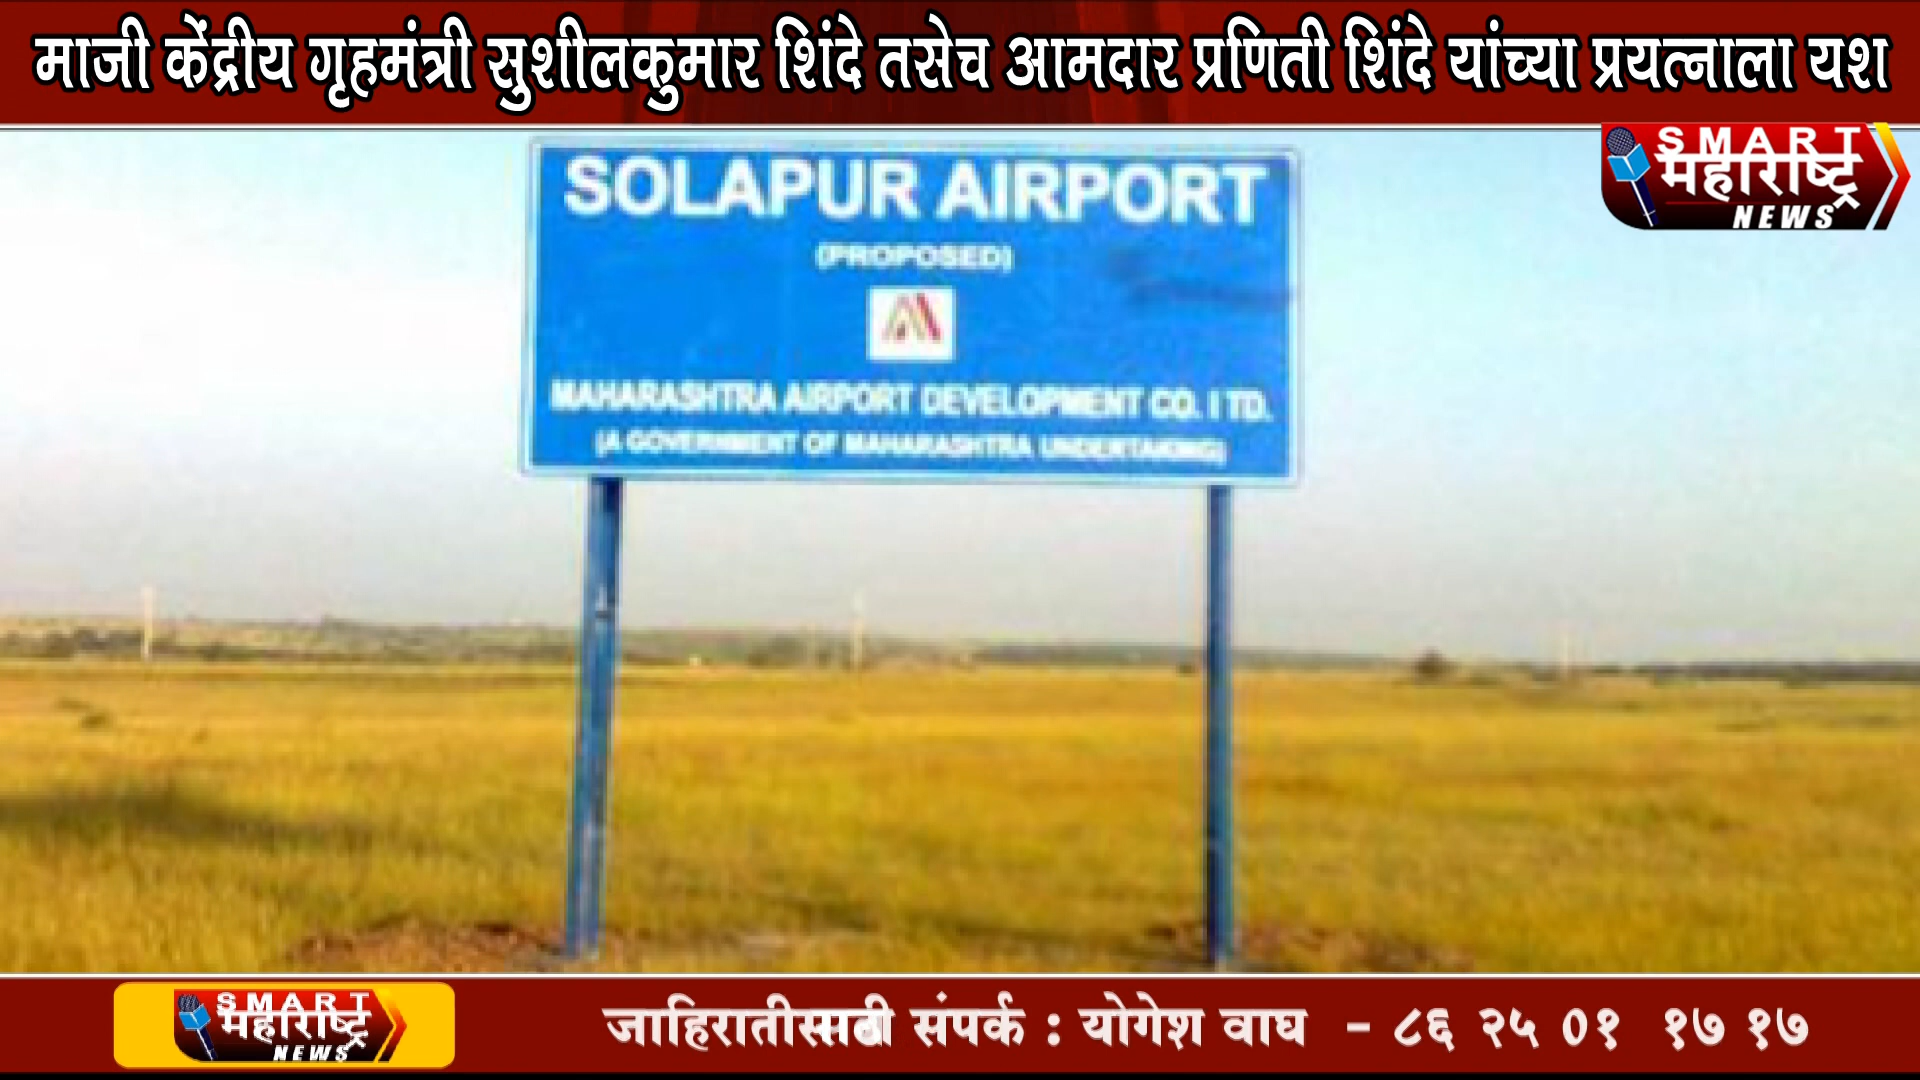 माजी केंद्रीय गृहमंत्री सुशीलकुमार शिंदे तसेच आमदार प्रणिती शिंदे यांच्या प्रयत्नाला यश
SMART
महाराष्ट्र
NEWS
SOLAPUR AIRPORT
(PROPOSED)
MAHARASHTRA AIRPORT DEVELOPMENT CO. LTD.
(A GOVERNMENT OF MAHARASHTRA UNDERTAKING)
SMART
महाराष्ट्र
NEWS
जाहिरातीसाठी संपर्क : योगेश वाघ - ८६ २५ ०१ १७ १७